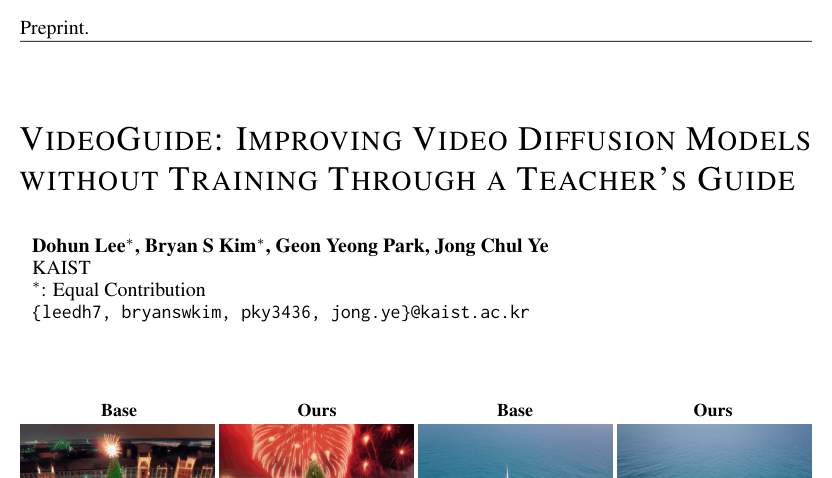 Preprint.
VIDEOGUIDE: IMPROVING VIDEO DIFFUSION MODELS
WITHOUT TRAINING THROUGH A TEACHER'S GUIDE
Dohun Lee*, Bryan S Kim*, Geon Yeong Park, Jong Chul Ye
KAIST
*: Equal Contribution
{leedh7, bryanswkim, pky3436, jong.ye}@kaist.ac.kr
Base Ours Base Ours